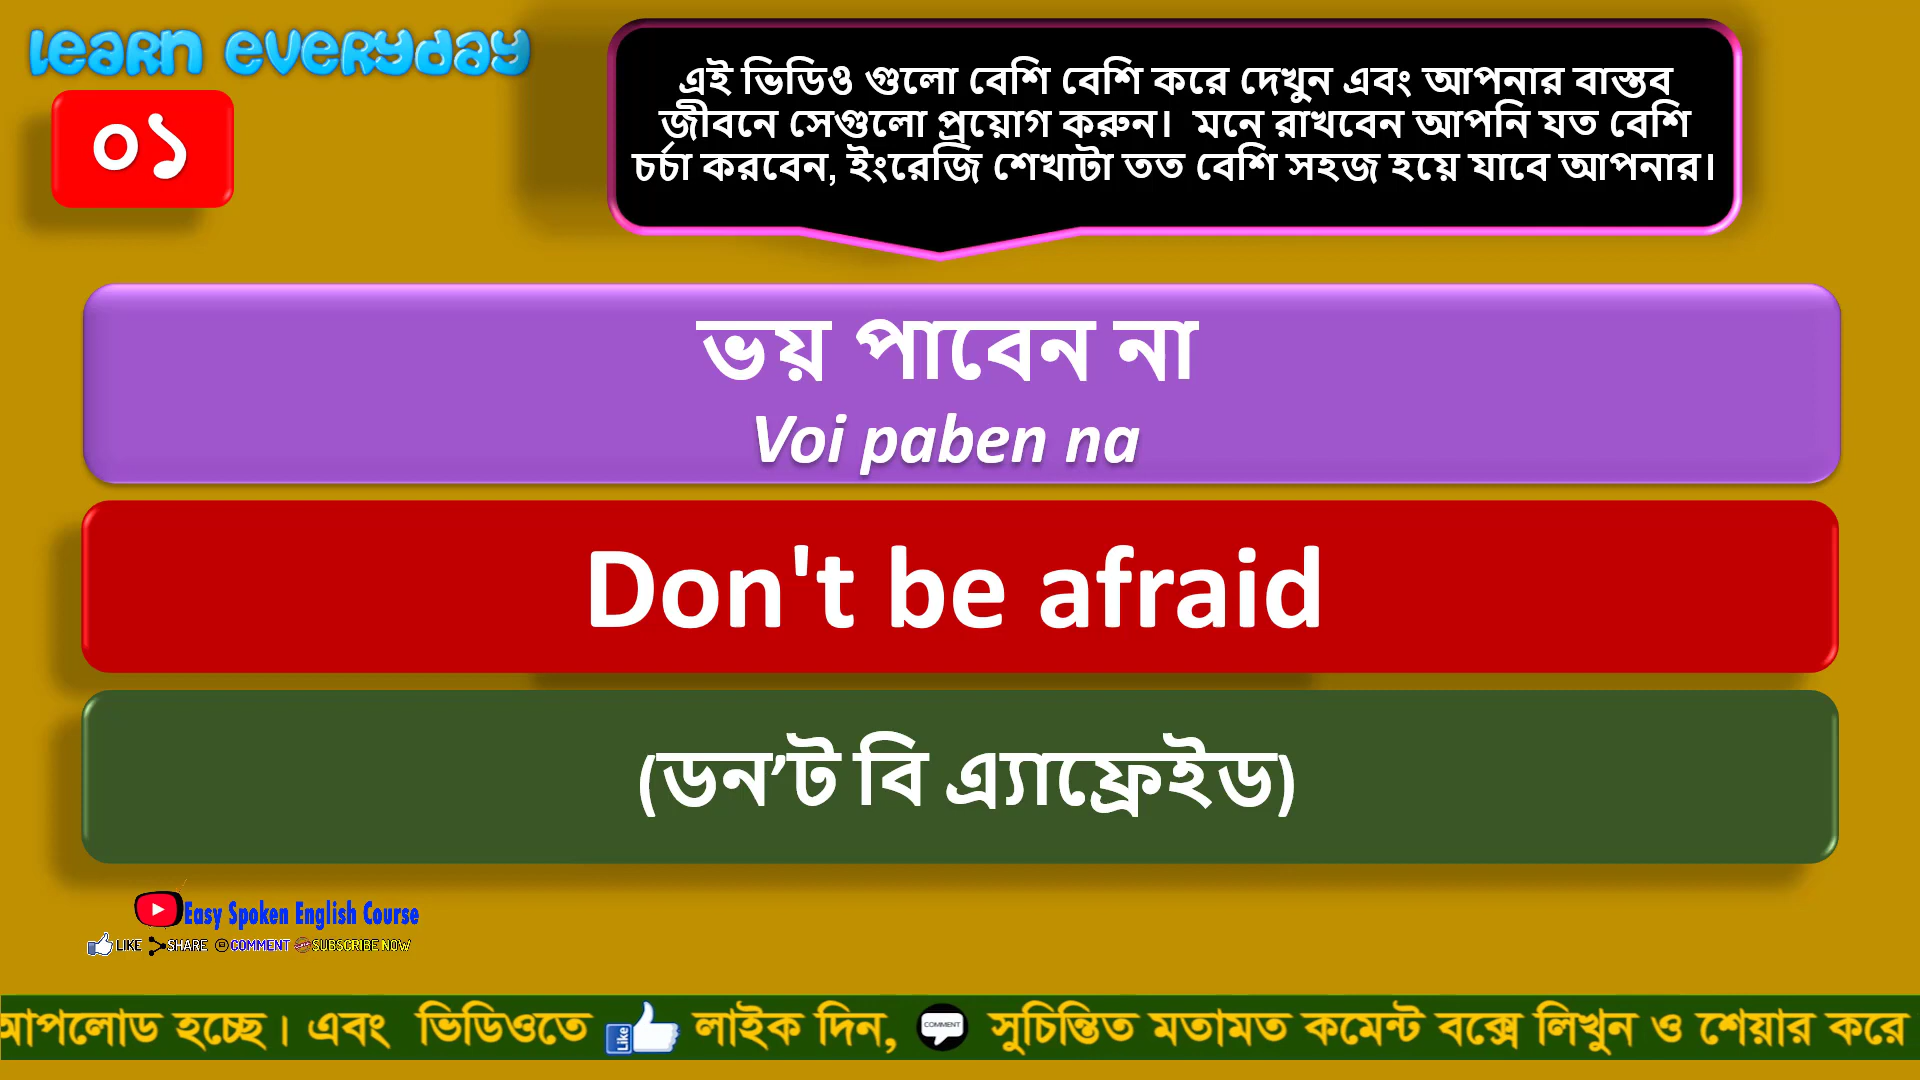 Learn Everyday
০১
এই ভিডিও গুলো বেশি বেশি করে দেখুন এবং আপনার বাস্তব
জীবনে সেগুলো প্রয়োগ করুন। মনে রাখবেন আপনি যত বেশি
চর্চা করবেন, ইংরেজি শেখাটা তত বেশি সহজ হয়ে যাবে আপনার।
ভয় পাবেন না
Voi paben na
Don't be afraid
(ডন’ট বি এ্যাফ্রেইড)
Easy Spoken English Course
LIKE SHARE COMMENT SUBSCRIBE NOW
আপলোড হচ্ছে। এবং ভিডিওতে Like লাইক দিন, COMMENT সুচিন্তিত মতামত কমেন্ট বক্সে লিখুন ও শেয়ার করে